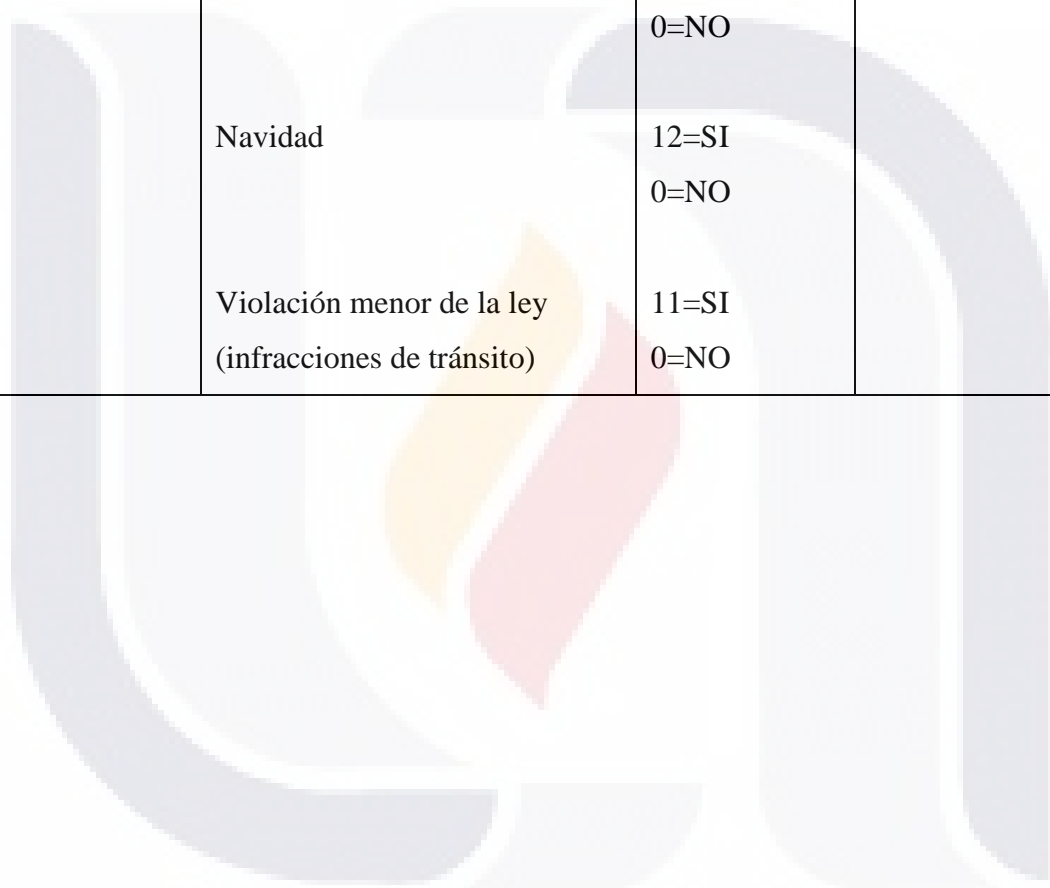 0=NO
Navidad 12=SI
0=NO
Violación menor de la ley 11=SI
(infracciones de tránsito) 0=NO